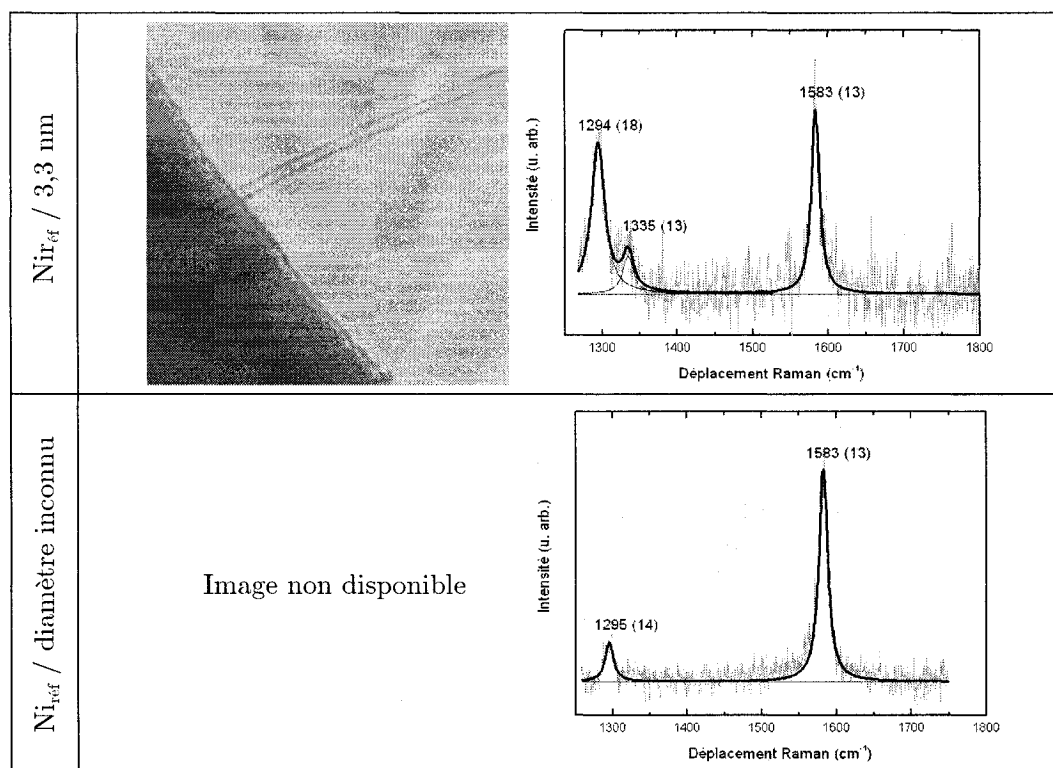 Nir_éf / 3,3 nm
Intensité (u. arb.)
1294 (18)
1335 (13)
1583 (13)
1300 1400 1500 1600 1700 1800
Déplacement Raman (cm⁻¹)
Ni_iréf / diamètre inconnu
Image non disponible
Intensité (u. arb.)
1295 (14)
1583 (13)
1300 1400 1500 1600 1700 1800
Déplacement Raman (cm⁻¹)